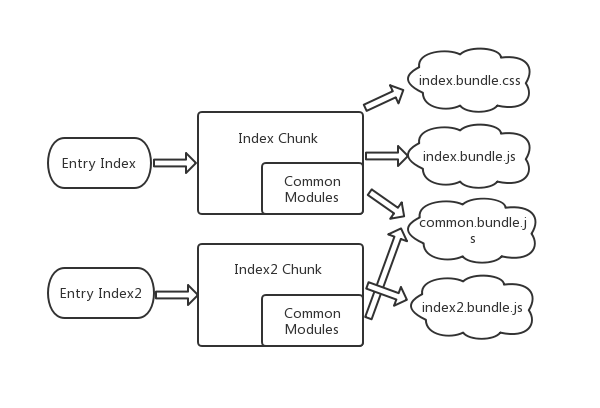 index.bundle.css
Index Chunk
Entry Index
index.bundle.js
Common
Modules
common.bundle.j
s
Index2 Chunk
Entry Index2
index2.bundle.js
Common
Modules